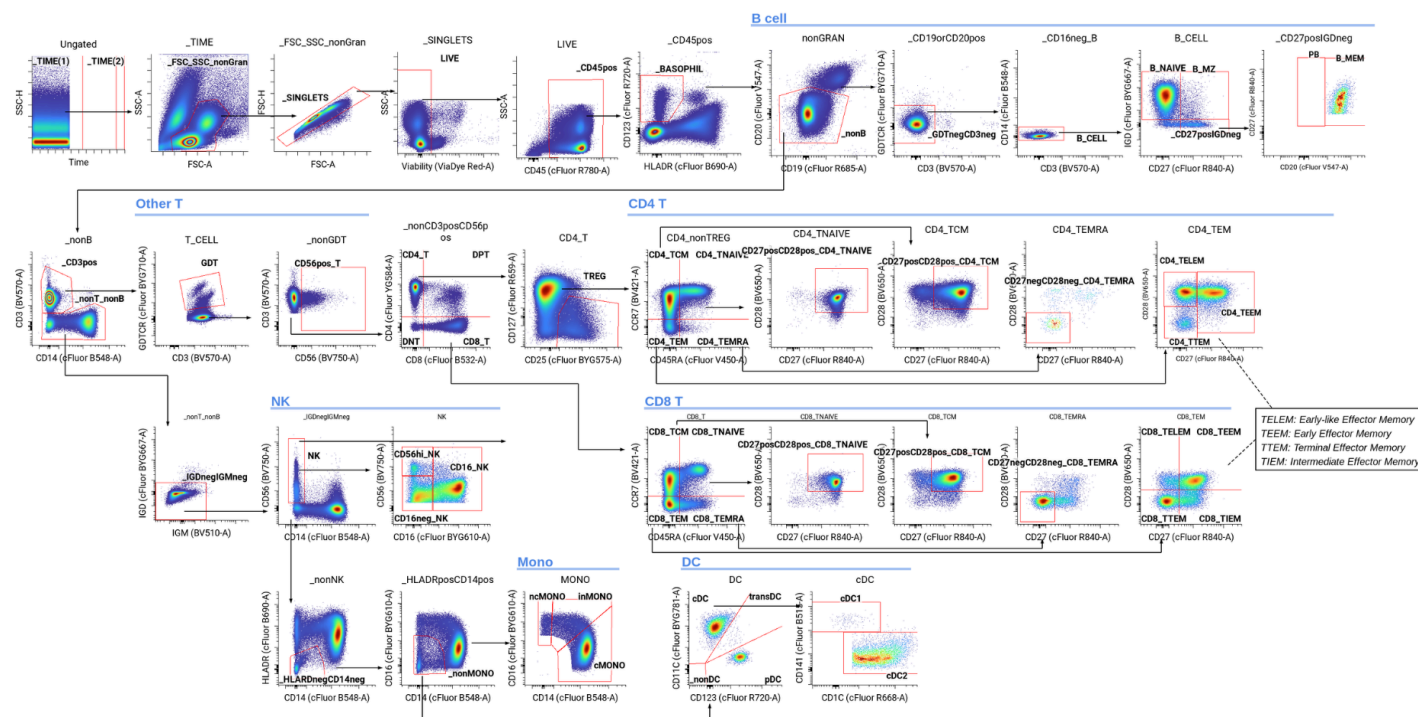 B cell
Ungated
_TIME(1)
_TIME(2)
SSC-H
Time
_TIME
_FSC_SSC_nonGran
SSC-A
FSC-A
_FSC_SSC_nonGran
_SINGLETS
FSC-H
FSC-A
_SINGLETS
LIVE
SSC-A
Viability (ViaDye Red-A)
LIVE
_CD45pos
SSC-A
CD45 (cFluor R780-A)
_CD45pos
_BASOPHIL
CD123 (cFluor R720-A)
HLADR (cFluor B690-A)
nonGRAN
_nonB
CD20 (cFluor V547-A)
CD19 (cFluor R685-A)
_CD19orCD20pos
_GDTnegCD3neg
GDTCR (cFluor BYG710-A)
CD3 (BV570-A)
_CD16neg_B
B_CELL
CD14 (cFluor B548-A)
CD3 (BV570-A)
B_CELL
B_NAIVE
B_MZ
_CD27posIGDneg
IGD (cFluor BYG667-A)
CD27 (cFluor R840-A)
_CD27posIGDneg
PB
B_MEM
CD27 (cFluor R840-A)
CD20 (cFluor V547-A)
Other T
CD4 T
_nonB
_CD3pos
_nonT_nonB
CD3 (BV570-A)
CD14 (cFluor B548-A)
T_CELL
GDT
GDTCR (cFluor BYG710-A)
CD3 (BV570-A)
_nonGDT
CD56pos_T
CD3 (BV570-A)
CD56 (BV750-A)
_nonCD3posCD56p
os
CD4_T
DPT
DNT
CD8_T
CD4 (cFluor YG584-A)
CD8 (cFluor B532-A)
CD4_T
TREG
CD127 (cFluor R659-A)
CD25 (cFluor BYG575-A)
CD4_nonTREG
CD4_TCM
CD4_TNAIVE
CD4_TEM
CD4_TEMRA
CCR7 (BV421-A)
CD45RA (cFluor V450-A)
CD4_TNAIVE
CD27posCD28pos_CD4_TNAIVE
CD28 (BV650-A)
CD27 (cFluor R840-A)
CD4_TCM
CD27posCD28pos_CD4_TCM
CD28 (BV650-A)
CD27 (cFluor R840-A)
CD4_TEMRA
CD27negCD28neg_CD4_TEMRA
CD28 (BV650-A)
CD27 (cFluor R840-A)
CD4_TEM
CD4_TELEM
CD4_TEEM
CD4_TTEM
CD28 (BV650-A)
CD27 (cFluor R840-A)
NK
CD8 T
TELEM: Early-like Effector Memory
TEEM: Early Effector Memory
TTEM: Terminal Effector Memory
TIEM: Intermediate Effector Memory
_nonT_nonB
_IGDnegIGMneg
IGD (cFluor BYG667-A)
IGM (BV510-A)
_IGDnegIGMneg
NK
CD56 (BV750-A)
CD14 (cFluor B548-A)
NK
CD56hi_NK
CD16_NK
CD16neg_NK
CD56 (BV750-A)
CD16 (cFluor BYG610-A)
CD8_T
CD8_TCM
CD8_TNAIVE
CD8_TEM
CD8_TEMRA
CCR7 (BV421-A)
CD45RA (cFluor V450-A)
CD8_TNAIVE
CD27posCD28pos_CD8_TNAIVE
CD28 (BV650-A)
CD27 (cFluor R840-A)
CD8_TCM
CD27posCD28pos_CD8_TCM
CD28 (BV650-A)
CD27 (cFluor R840-A)
CD8_TEMRA
CD27negCD28neg_CD8_TEMRA
CD28 (BV650-A)
CD27 (cFluor R840-A)
CD8_TEM
CD8_TELEM
CD8_TEEM
CD8_TTEM
CD8_TIEM
CD28 (BV650-A)
CD27 (cFluor R840-A)
Mono
DC
_nonNK
_HLARDnegCD14neg
HLADR (cFluor B690-A)
CD14 (cFluor B548-A)
_HLADRposCD14pos
_nonMONO
CD16 (cFluor BYG610-A)
CD14 (cFluor B548-A)
MONO
ncMONO
inMONO
cMONO
CD16 (cFluor BYG610-A)
CD14 (cFluor B548-A)
DC
cDC
transDC
_nonDC
pDC
CD11C (cFluor BYG781-A)
CD123 (cFluor R720-A)
cDC
cDC1
cDC2
CD141 (cFluor B515-A)
CD1C (cFluor R668-A)